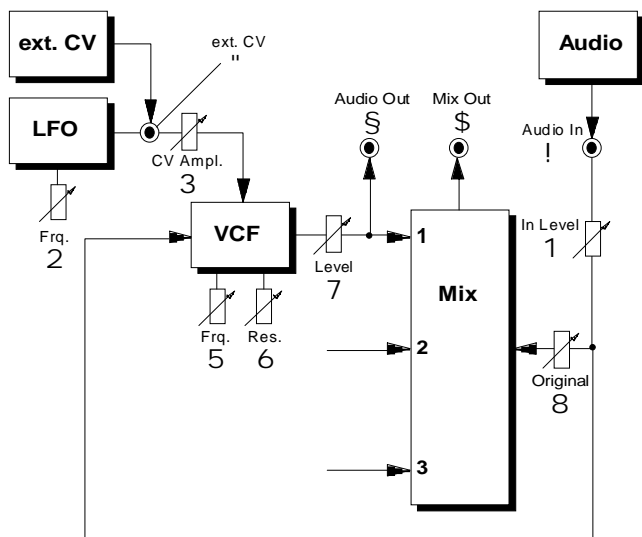 ext. CV
ext. CV
"
Audio
LFO
CV Ampl.
3
Audio Out
§
Mix Out
$
Audio In
!
Frq.
2
VCF
Level
7
1
In Level
1
Mix
Frq.
5
Res.
6
2
Original
8
3